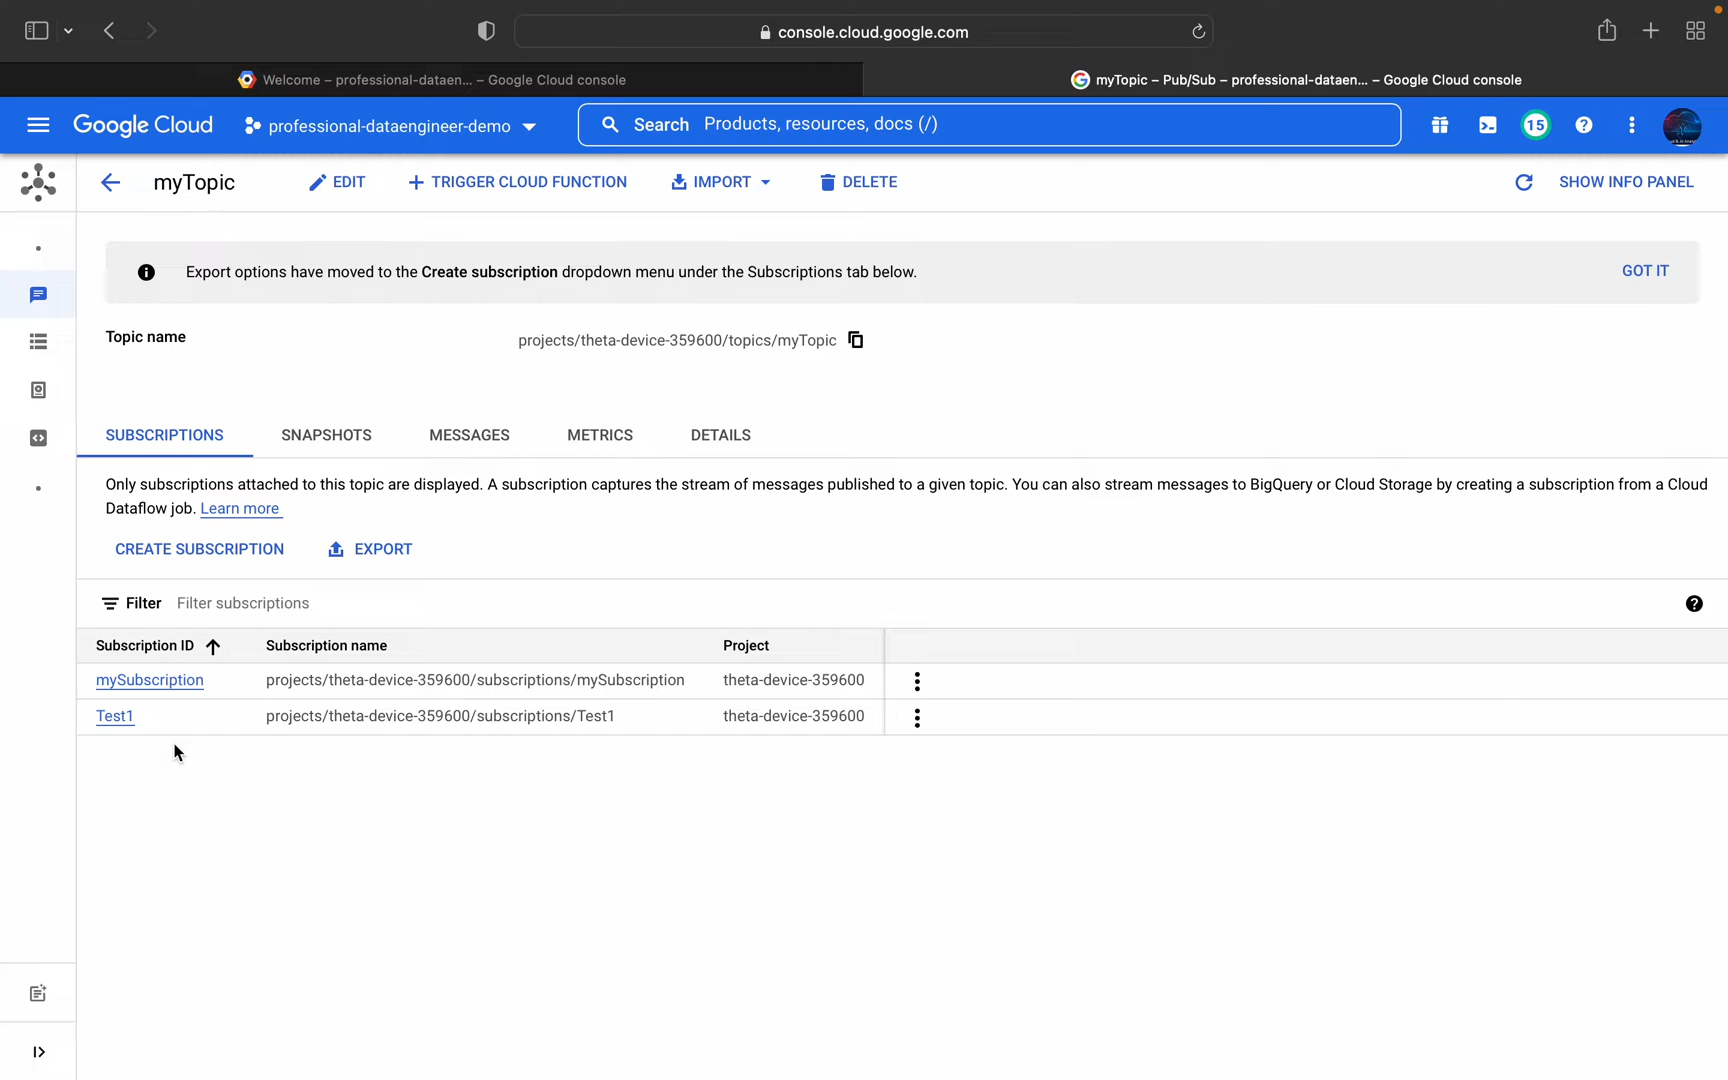 console.cloud.google.com
Welcome – professional-dataen... – Google Cloud console
myTopic – Pub/Sub – professional-dataen... – Google Cloud console
Google Cloud
professional-dataengineer-demo
Search Products, resources, docs (/)
15
myTopic
EDIT
TRIGGER CLOUD FUNCTION
IMPORT
DELETE
SHOW INFO PANEL
Export options have moved to the Create subscription dropdown menu under the Subscriptions tab below.
GOT IT
Topic name
projects/theta-device-359600/topics/myTopic
SUBSCRIPTIONS
SNAPSHOTS
MESSAGES
METRICS
DETAILS
Only subscriptions attached to this topic are displayed. A subscription captures the stream of messages published to a given topic. You can also stream messages to BigQuery or Cloud Storage by creating a subscription from a Cloud
Dataflow job. Learn more
CREATE SUBSCRIPTION
EXPORT
Filter Filter subscriptions
Subscription ID Subscription name Project
mySubscription projects/theta-device-359600/subscriptions/mySubscription theta-device-359600
Test1 projects/theta-device-359600/subscriptions/Test1 theta-device-359600